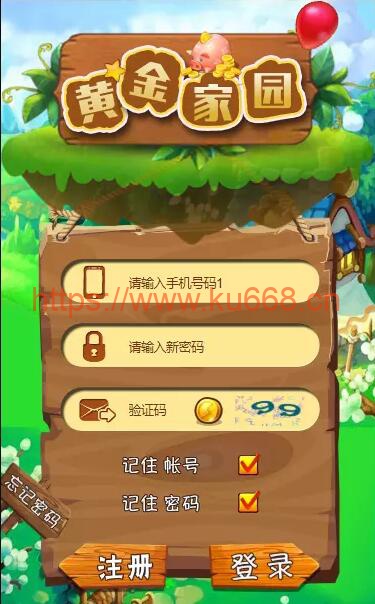 黄金家园
请输入手机号码1
https://www.ku668.cn
请输入新密码
验证码
99
记住 帐号
记住 密码
忘记密码
注册
登录